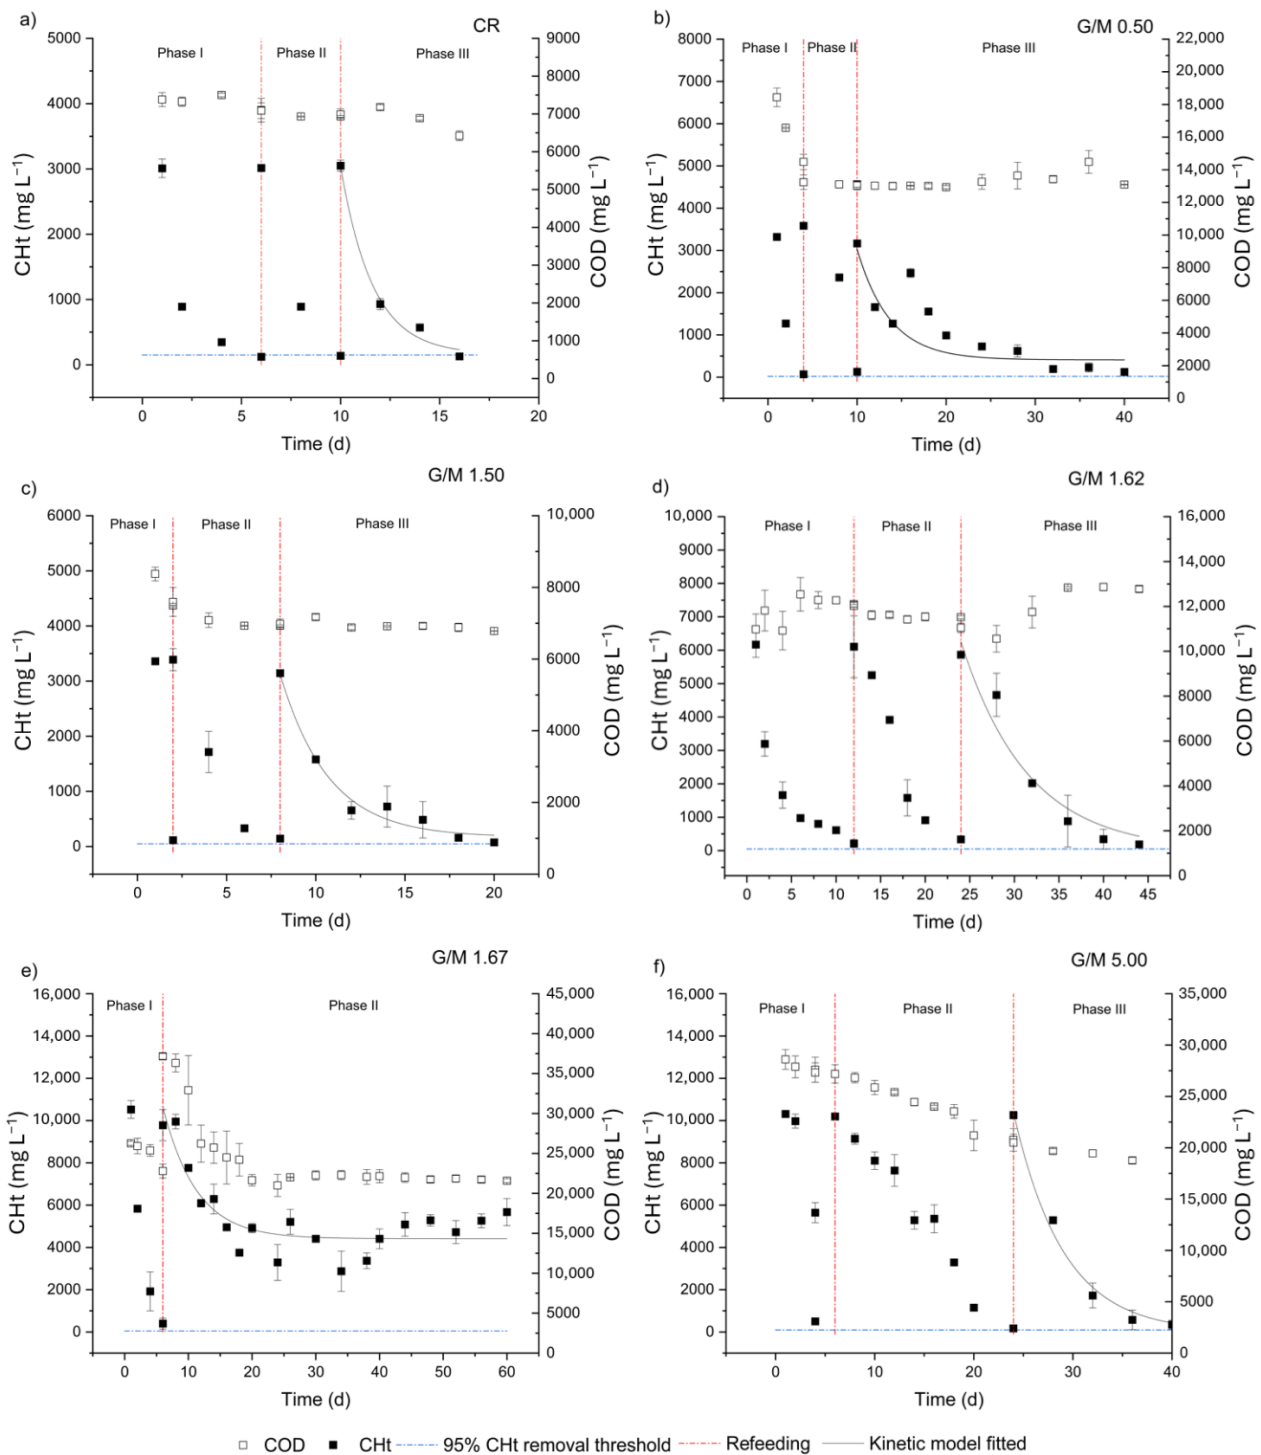 a)
CR
Phase I
Phase II
Phase III
5000
4000
3000
2000
1000
0
9000
8000
7000
6000
5000
4000
3000
2000
1000
0
CHt (mg L⁻¹)
COD (mg L⁻¹)
0
5
10
15
20
Time (d)
b)
G/M 0.50
Phase I
Phase II
Phase III
8000
7000
6000
5000
4000
3000
2000
1000
0
22,000
20,000
18,000
16,000
14,000
12,000
10,000
8000
6000
4000
2000
0
CHt (mg L⁻¹)
COD (mg L⁻¹)
0
10
20
30
40
Time (d)
c)
G/M 1.50
Phase I
Phase II
Phase III
6000
5000
4000
3000
2000
1000
0
10,000
8000
6000
4000
2000
0
CHt (mg L⁻¹)
COD (mg L⁻¹)
0
5
10
15
20
Time (d)
d)
G/M 1.62
Phase I
Phase II
Phase III
10,000
9000
8000
7000
6000
5000
4000
3000
2000
1000
0
16,000
14,000
12,000
10,000
8000
6000
4000
2000
0
CHt (mg L⁻¹)
COD (mg L⁻¹)
0
5
10
15
20
25
30
35
40
45
Time (d)
e)
G/M 1.67
Phase I
Phase II
16,000
14,000
12,000
10,000
8000
6000
4000
2000
0
45,000
40,000
35,000
30,000
25,000
20,000
15,000
10,000
5000
0
CHt (mg L⁻¹)
COD (mg L⁻¹)
0
10
20
30
40
50
60
Time (d)
f)
G/M 5.00
Phase I
Phase II
Phase III
16,000
14,000
12,000
10,000
8000
6000
4000
2000
0
35,000
30,000
25,000
20,000
15,000
10,000
5000
0
CHt (mg L⁻¹)
COD (mg L⁻¹)
0
10
20
30
40
Time (d)
COD CHt 95% CHt removal threshold Refeeding Kinetic model fitted